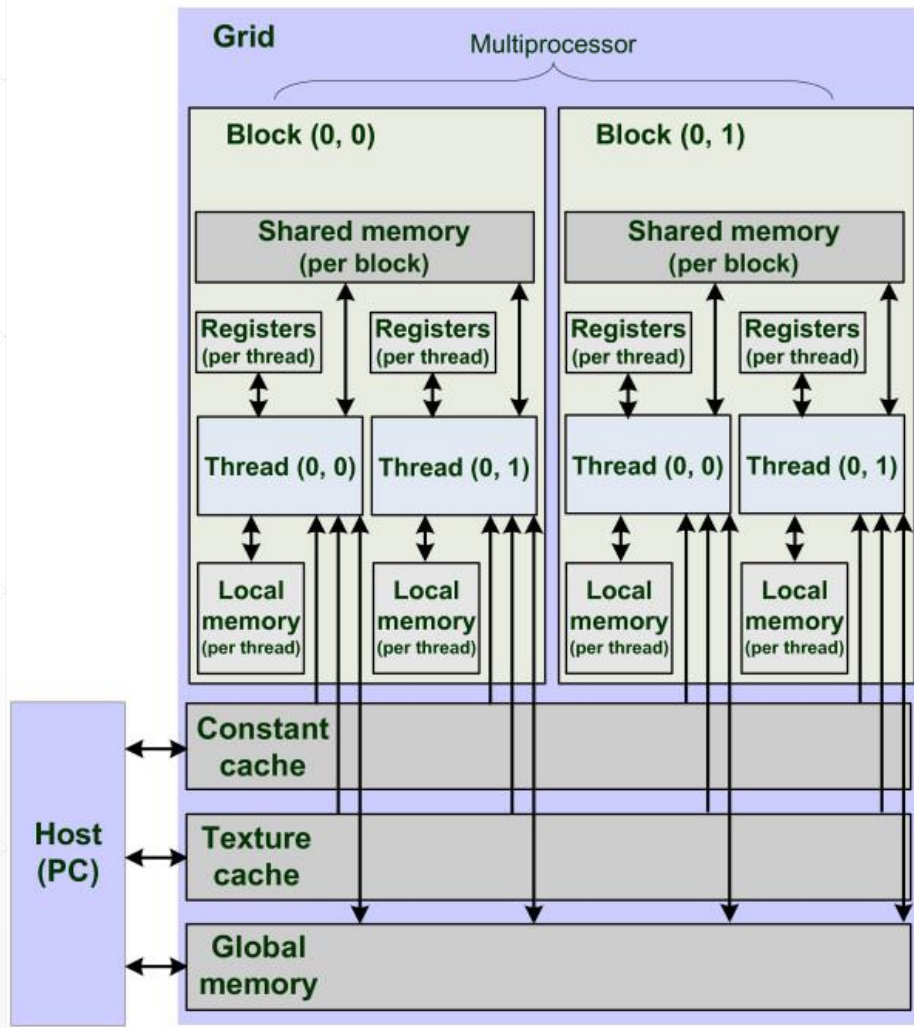 Grid
Multiprocessor
Block (0, 0)
Shared memory
(per block)
Registers
(per thread)
Registers
(per thread)
Thread (0, 0)
Thread (0, 1)
Local
memory
(per thread)
Local
memory
(per thread)
Block (0, 1)
Shared memory
(per block)
Registers
(per thread)
Registers
(per thread)
Thread (0, 0)
Thread (0, 1)
Local
memory
(per thread)
Local
memory
(per thread)
Host
(PC)
Constant
cache
Texture
cache
Global
memory